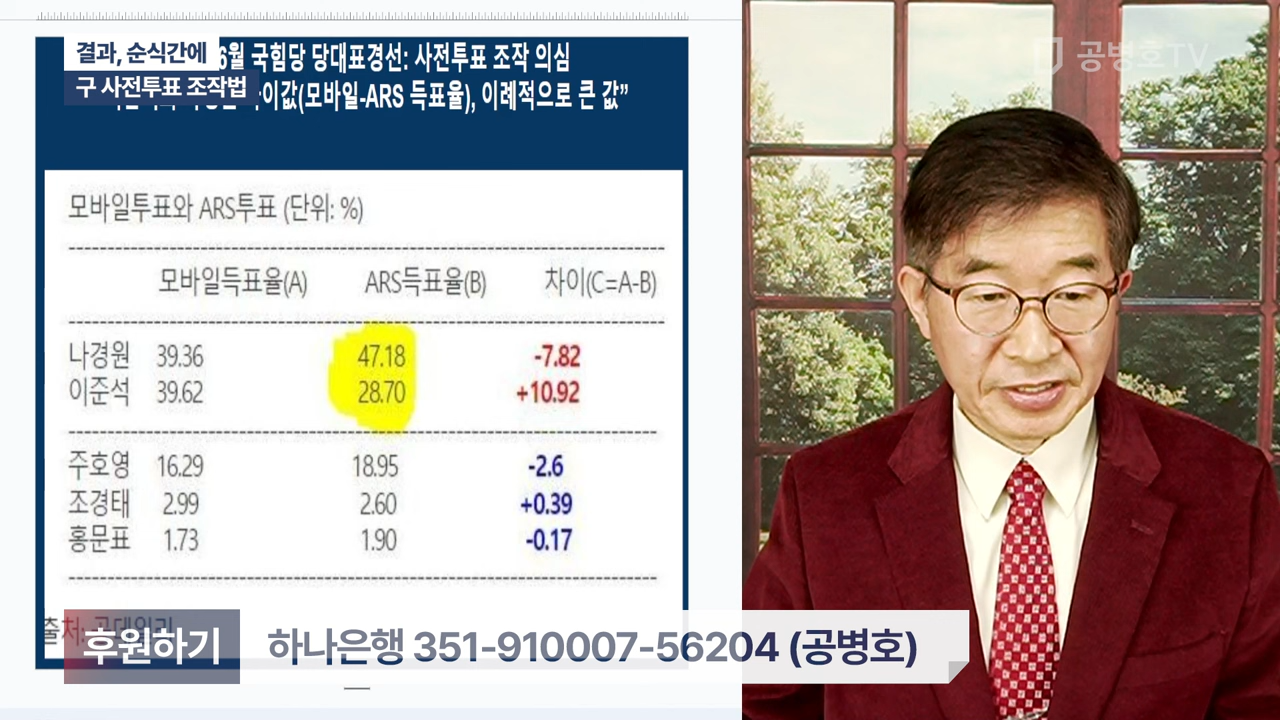 결과, 순식간에
구 사전투표 조작법
6월 국힘당 당대표경선: 사전투표 조작 의심
이값(모바일-ARS 득표율), 이례적으로 큰 값”
공병호TV
모바일투표와 ARS투표 (단위: %)
모바일득표율(A) ARS득표율(B) 차이(C=A-B)
나경원 39.36 47.18 -7.82
이준석 39.62 28.70 +10.92
주호영 16.29 18.95 -2.6
조경태 2.99 2.60 +0.39
홍문표 1.73 1.90 -0.17
후원하기 하나은행 351-910007-56204 (공병호)